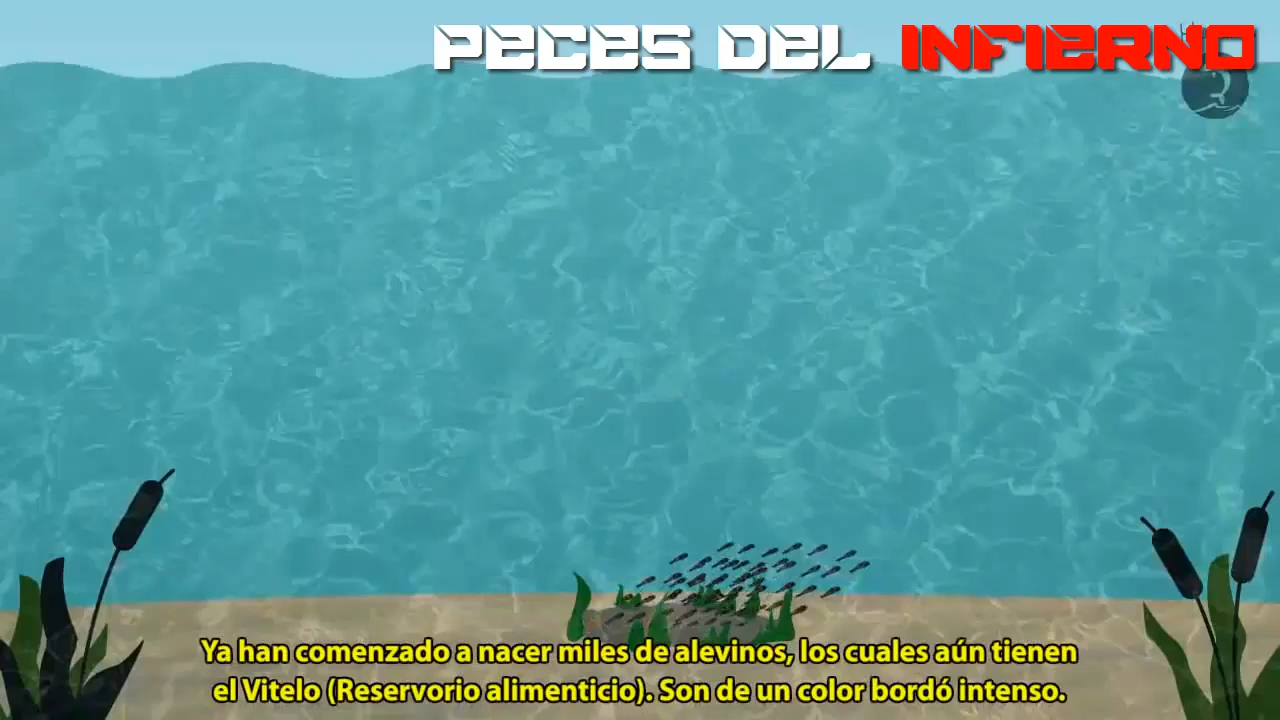 PECES DEL INFIERNO
Ya han comenzado a nacer miles de alevinos, los cuales aún tienen
el Vitelo (Reservorio alimenticio). Son de un color bordó intenso.